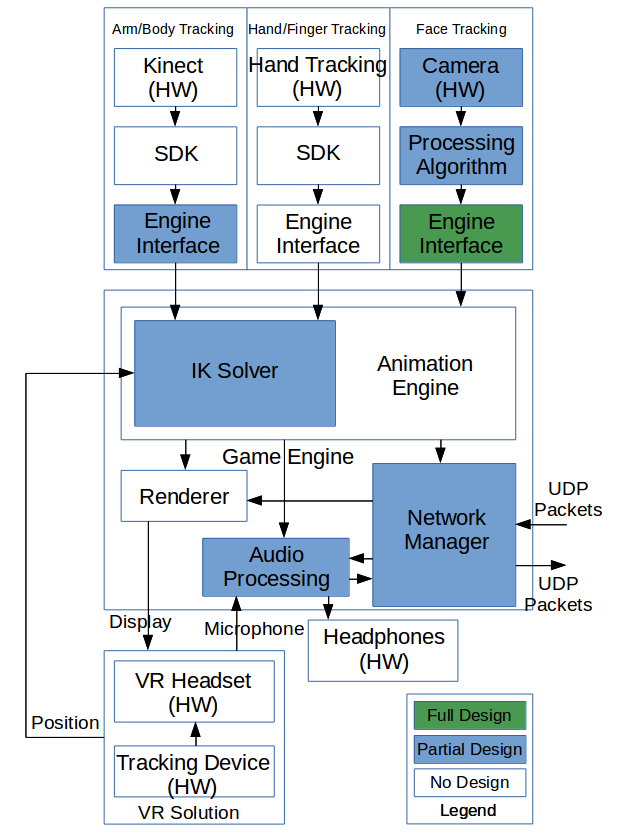 Arm/Body Tracking
Hand/Finger Tracking
Face Tracking
Kinect
(HW)
Hand Tracking
(HW)
Camera
(HW)
SDK
SDK
Processing
Algorithm
Engine
Interface
Engine
Interface
Engine
Interface
IK Solver
Animation
Engine
Game Engine
Renderer
Network
Manager
UDP
Packets
Audio
Processing
UDP
Packets
Display
Microphone
Headphones
(HW)
VR Headset
(HW)
Position
Tracking Device
(HW)
VR Solution
Full Design
Partial Design
No Design
Legend